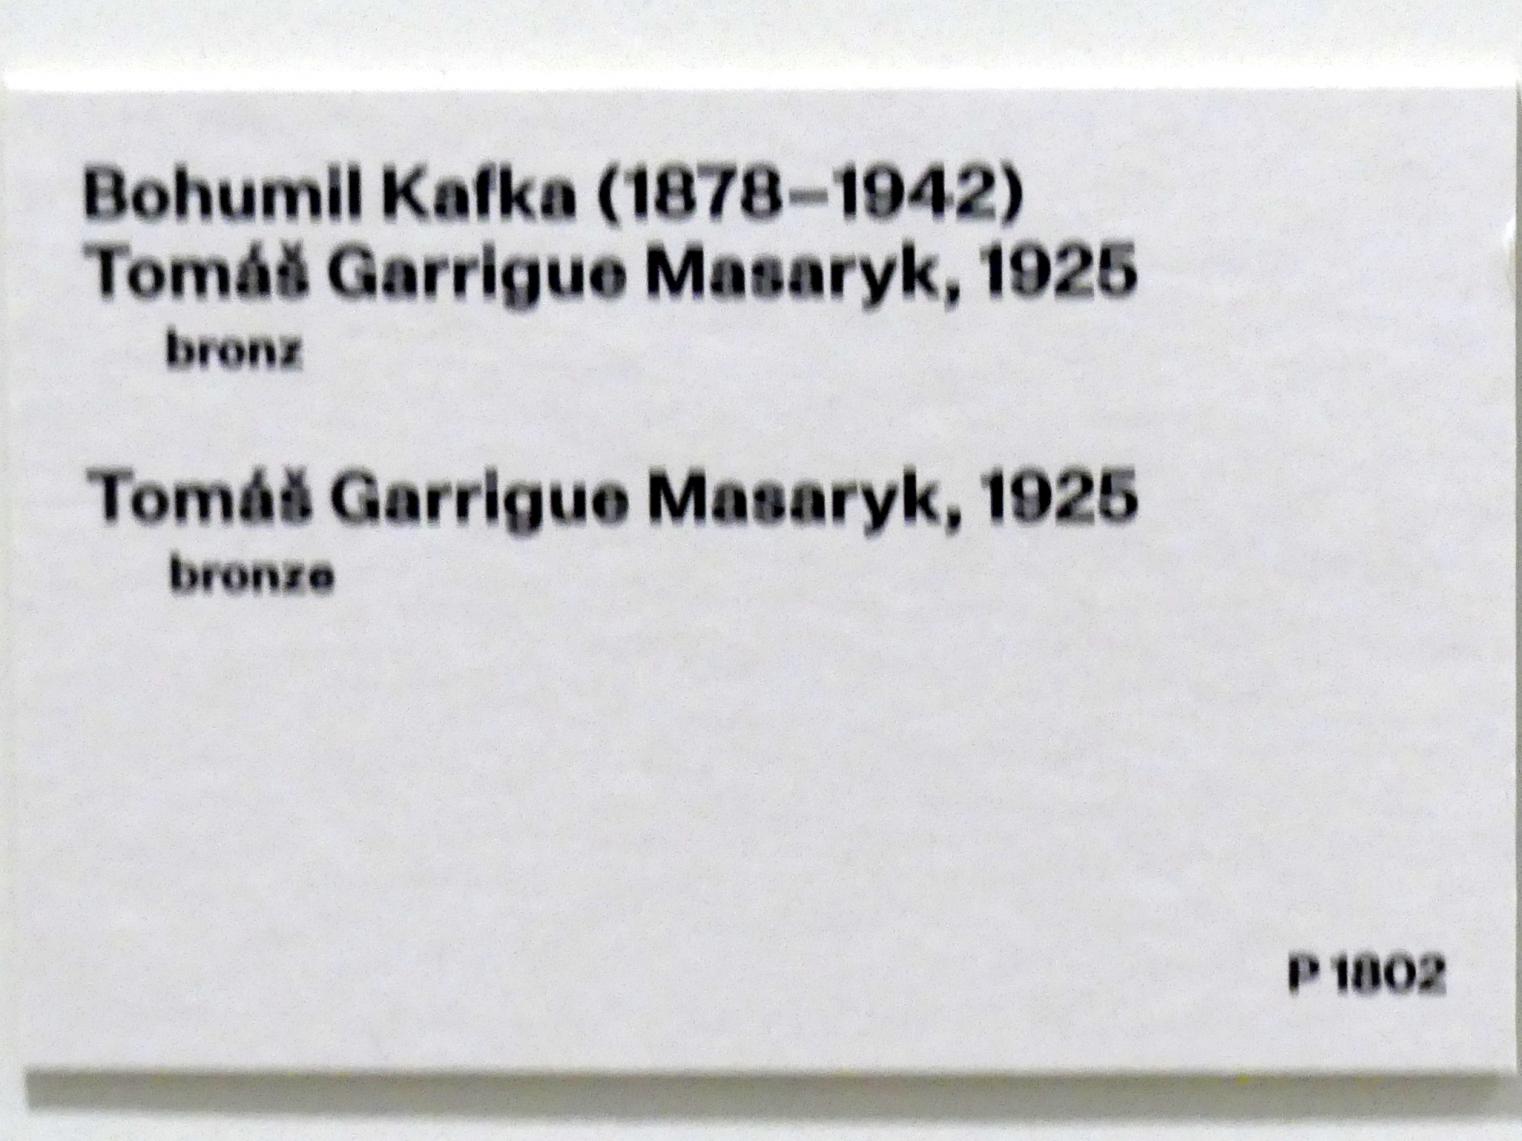 Bohumil Kafka (1878–1942)
Tomáš Garrigue Masaryk, 1925
bronz
Tomáš Garrigue Masaryk, 1925
bronze
P 1802